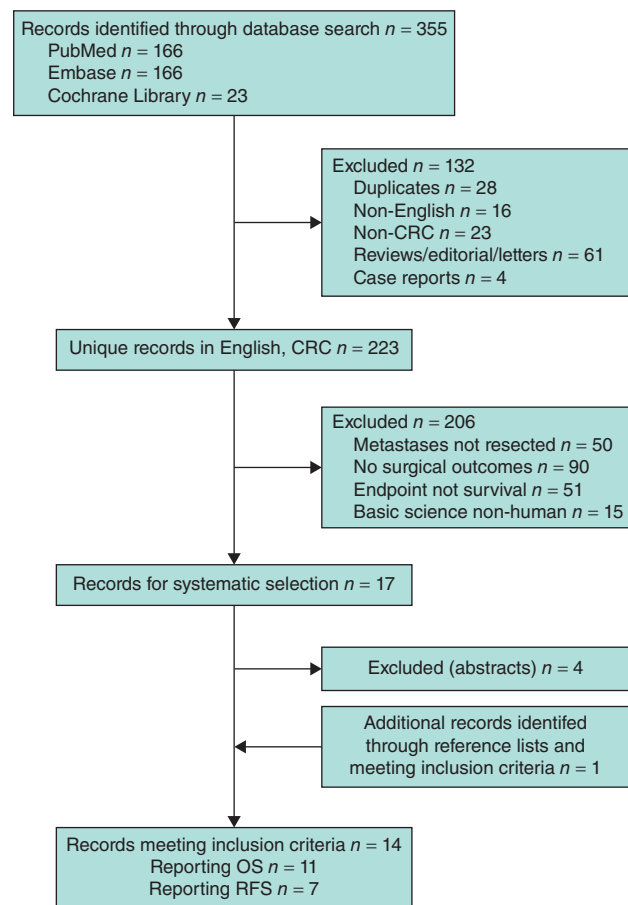 Records identified through database search n = 355
PubMed n = 166
Embase n = 166
Cochrane Library n = 23
Excluded n = 132
Duplicates n = 28
Non-English n = 16
Non-CRC n = 23
Reviews/editorial/letters n = 61
Case reports n = 4
Unique records in English, CRC n = 223
Excluded n = 206
Metastases not resected n = 50
No surgical outcomes n = 90
Endpoint not survival n = 51
Basic science non-human n = 15
Records for systematic selection n = 17
Excluded (abstracts) n = 4
Additional records identifed
through reference lists and
meeting inclusion criteria n = 1
Records meeting inclusion criteria n = 14
Reporting OS n = 11
Reporting RFS n = 7